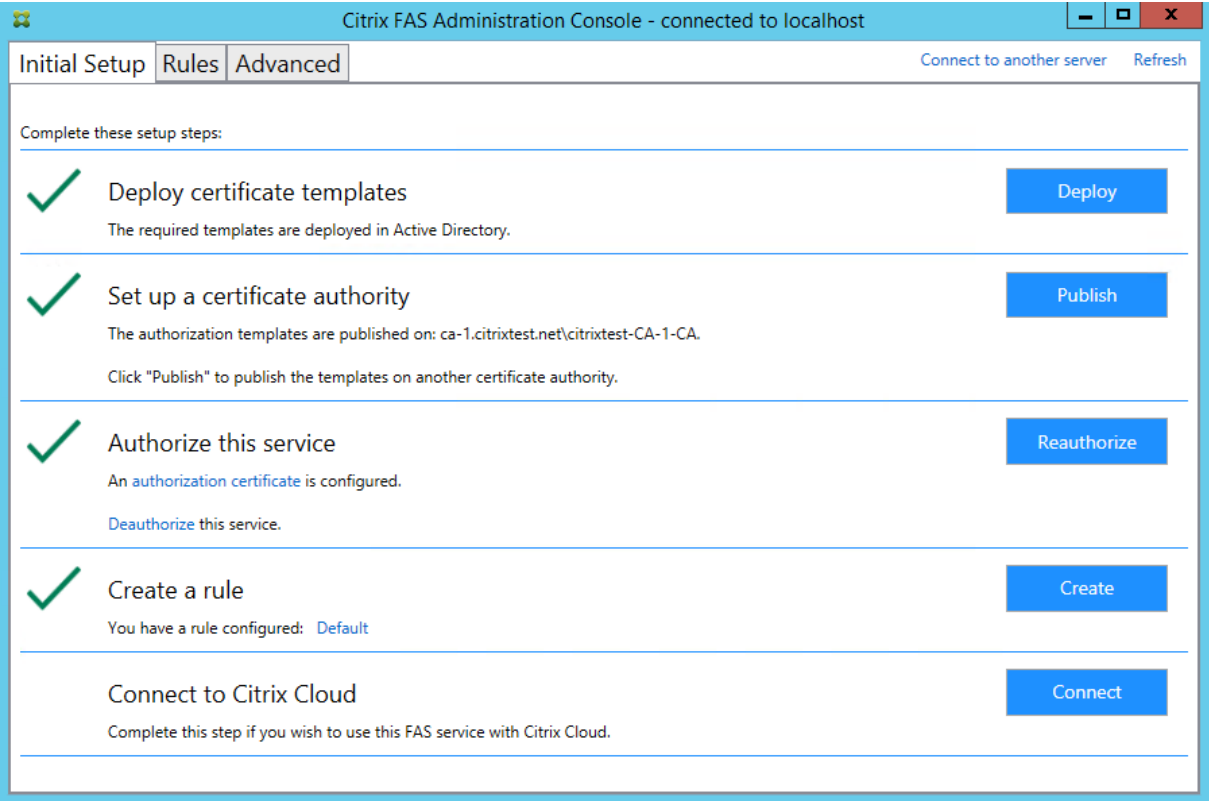 Citrix FAS Administration Console - connected to localhost
Initial Setup Rules Advanced Connect to another server Refresh
Complete these setup steps:
Deploy certificate templates Deploy
The required templates are deployed in Active Directory.
Set up a certificate authority Publish
The authorization templates are published on: ca-1.citrixtest.net\citrixtest-CA-1-CA.
Click "Publish" to publish the templates on another certificate authority.
Authorize this service Reauthorize
An authorization certificate is configured.
Deauthorize this service.
Create a rule Create
You have a rule configured: Default
Connect to Citrix Cloud Connect
Complete this step if you wish to use this FAS service with Citrix Cloud.